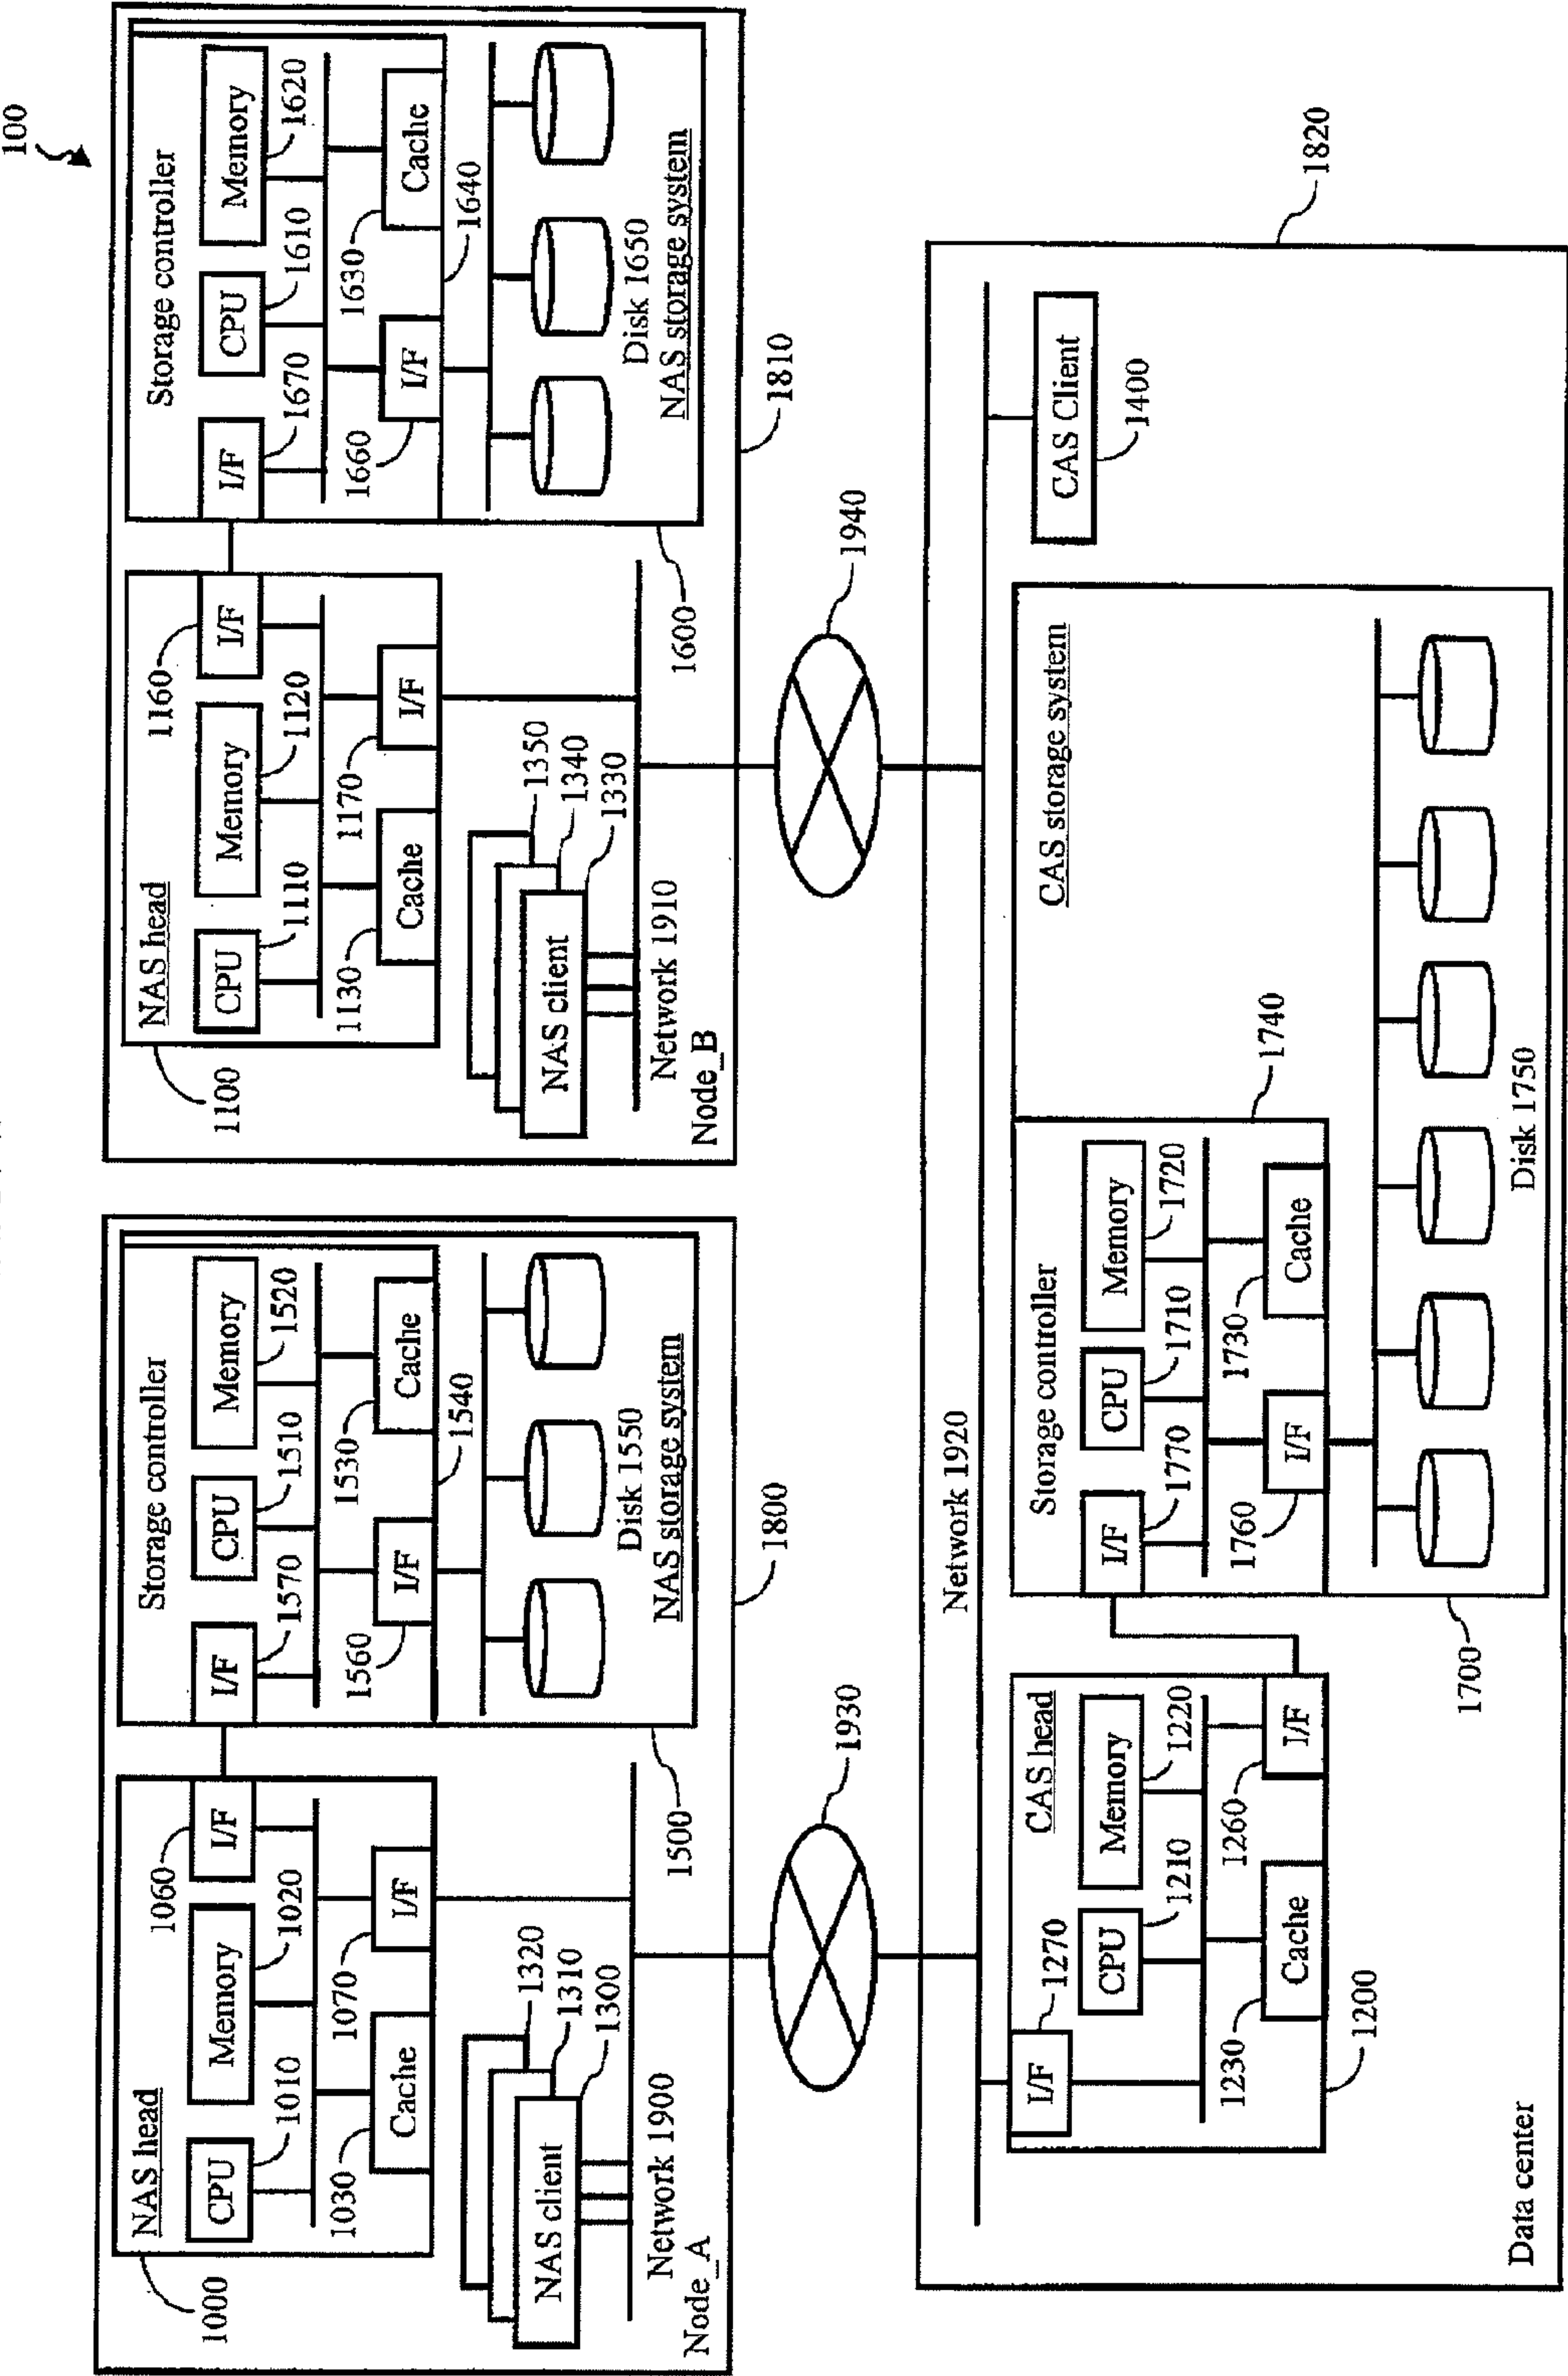 100
NAS head
CPU
1010
Memory
1020
1060
I/F
1030
Cache
1070
I/F
1000
NAS client
1320
1310
1300
Network 1900
Node_A
Storage controller
I/F
1570
CPU
1510
Memory
1520
1560
I/F
1530
Cache
1540
Disk 1550
NAS storage system
1500
1800
NAS head
CPU
1110
Memory
1120
1160
I/F
1130
Cache
1170
I/F
1100
NAS client
1350
1340
1330
Network 1910
Node_B
Storage controller
I/F
1670
CPU
1610
Memory
1620
1660
I/F
1630
Cache
1640
Disk 1650
NAS storage system
1600
1810
1930
1940
1820
Network 1920
I/F
1270
CAS head
CPU
1210
Memory
1220
1230
Cache
1260
I/F
1200
Storage controller
I/F
1770
CPU
1710
Memory
1720
1760
I/F
1730
Cache
1740
CAS storage system
Disk 1750
1700
CAS Client
1400
Data center